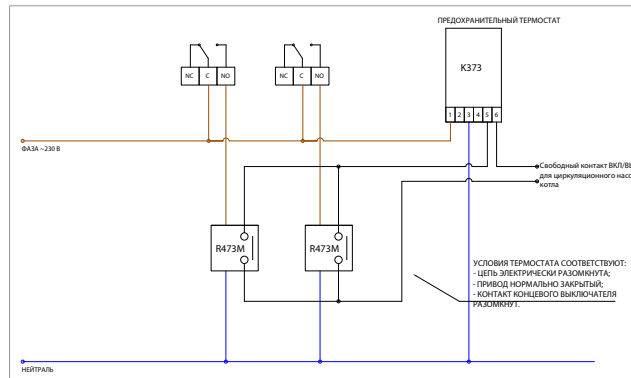 ПРЕДОХРАНИТЕЛЬНЫЙ ТЕРМОСТАТ
K373
NC C NO
NC C NO
1 2 3 4 5 6
ФАЗА ~230 В
Свободный контакт ВКЛ/ВЫ
для циркуляционного насо
котла
R473M
R473M
УСЛОВИЯ ТЕРМОСТАТА СООТВЕТСТВУЮТ:
- ЦЕПЬ ЭЛЕКТРИЧЕСКИ РАЗОМКНУТА;
- ПРИВОД НОРМАЛЬНО ЗАКРЫТЫЙ;
- КОНТАКТ КОНЦЕВОГО ВЫКЛЮЧАТЕЛЯ
РАЗОМКНУТ.
НЕЙТРАЛЬ